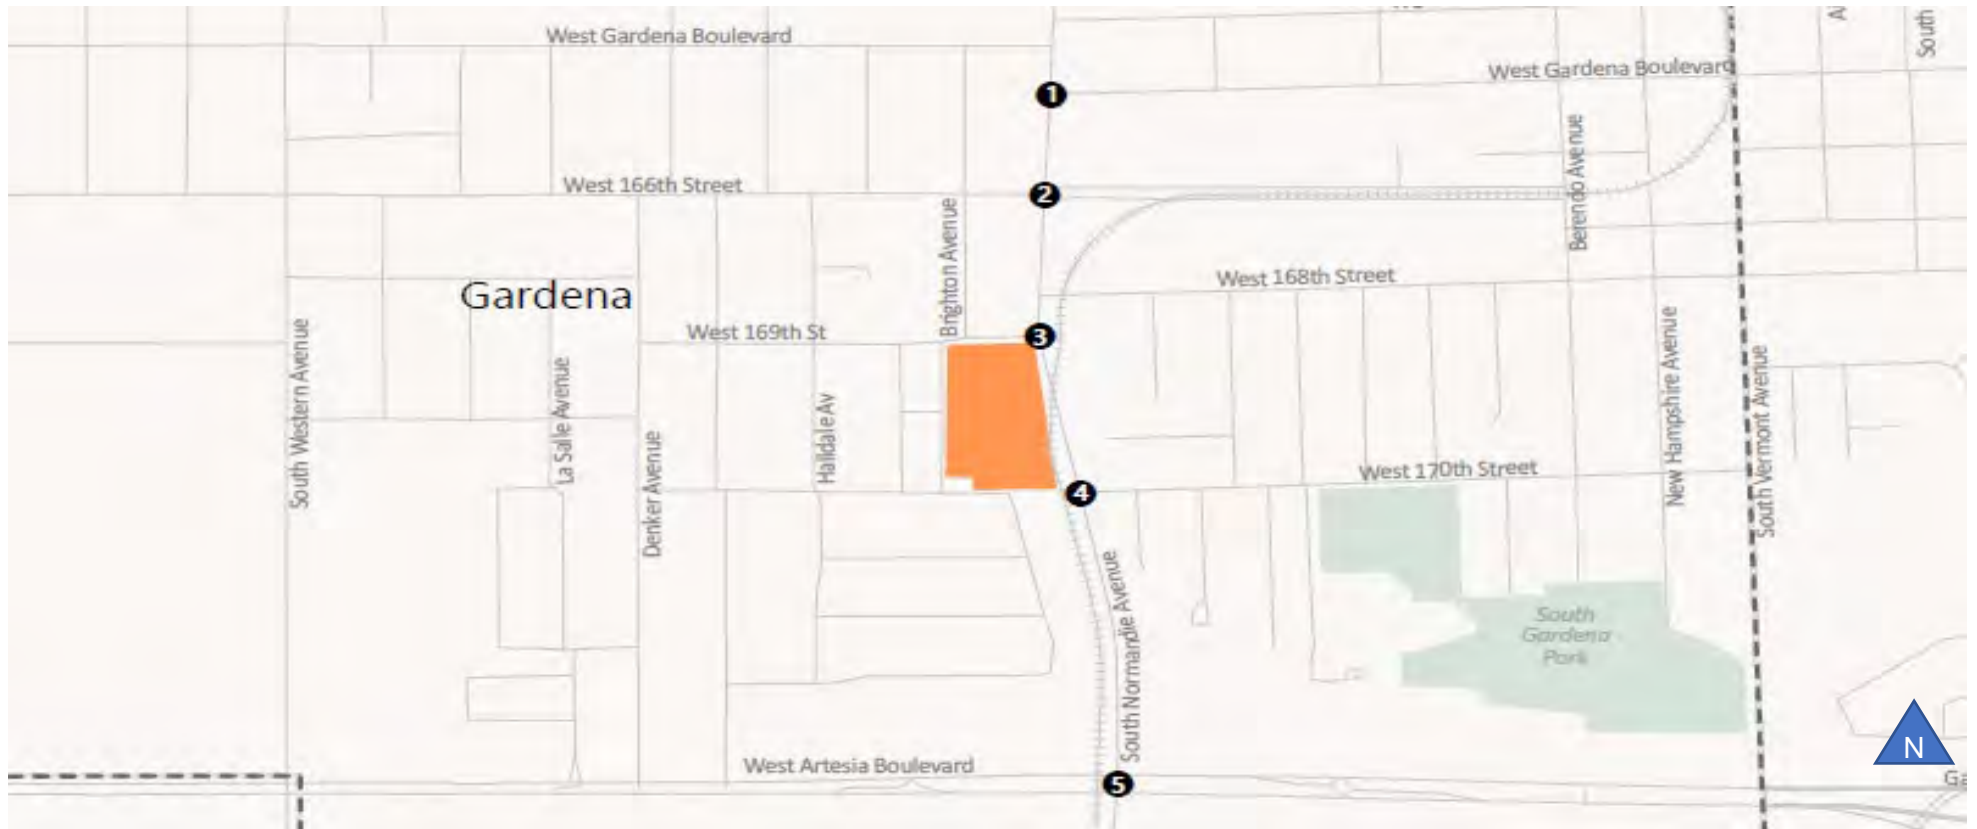 West Gardena Boulevard
South
West Gardena Boulevard
1
Berendo Avenue
West 166th Street
2
Brighton Avenue
West 168th Street
Gardena
West 169th St
3
South Western Avenue
La Salle Avenue
Denker Avenue
Halldale Av
New Hampshire Avenue
South Vermont Avenue
West 170th Street
4
South Normandie Avenue
South
Gardena
Park
N
West Artesia Boulevard
5
Ga